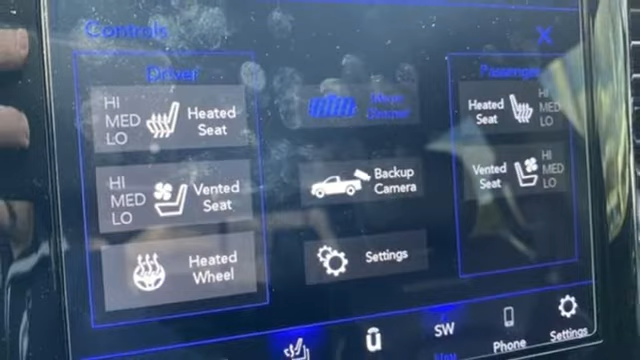 Controls
X
Driver
HI
MED
LO
Heated
Seat
HI
MED
LO
Vented
Seat
Heated
Wheel
Backup
Camera
Settings
Passenger
Heated
Seat
HI
MED
LO
Vented
Seat
HI
MED
LO
SW
Nav
Phone
Settings